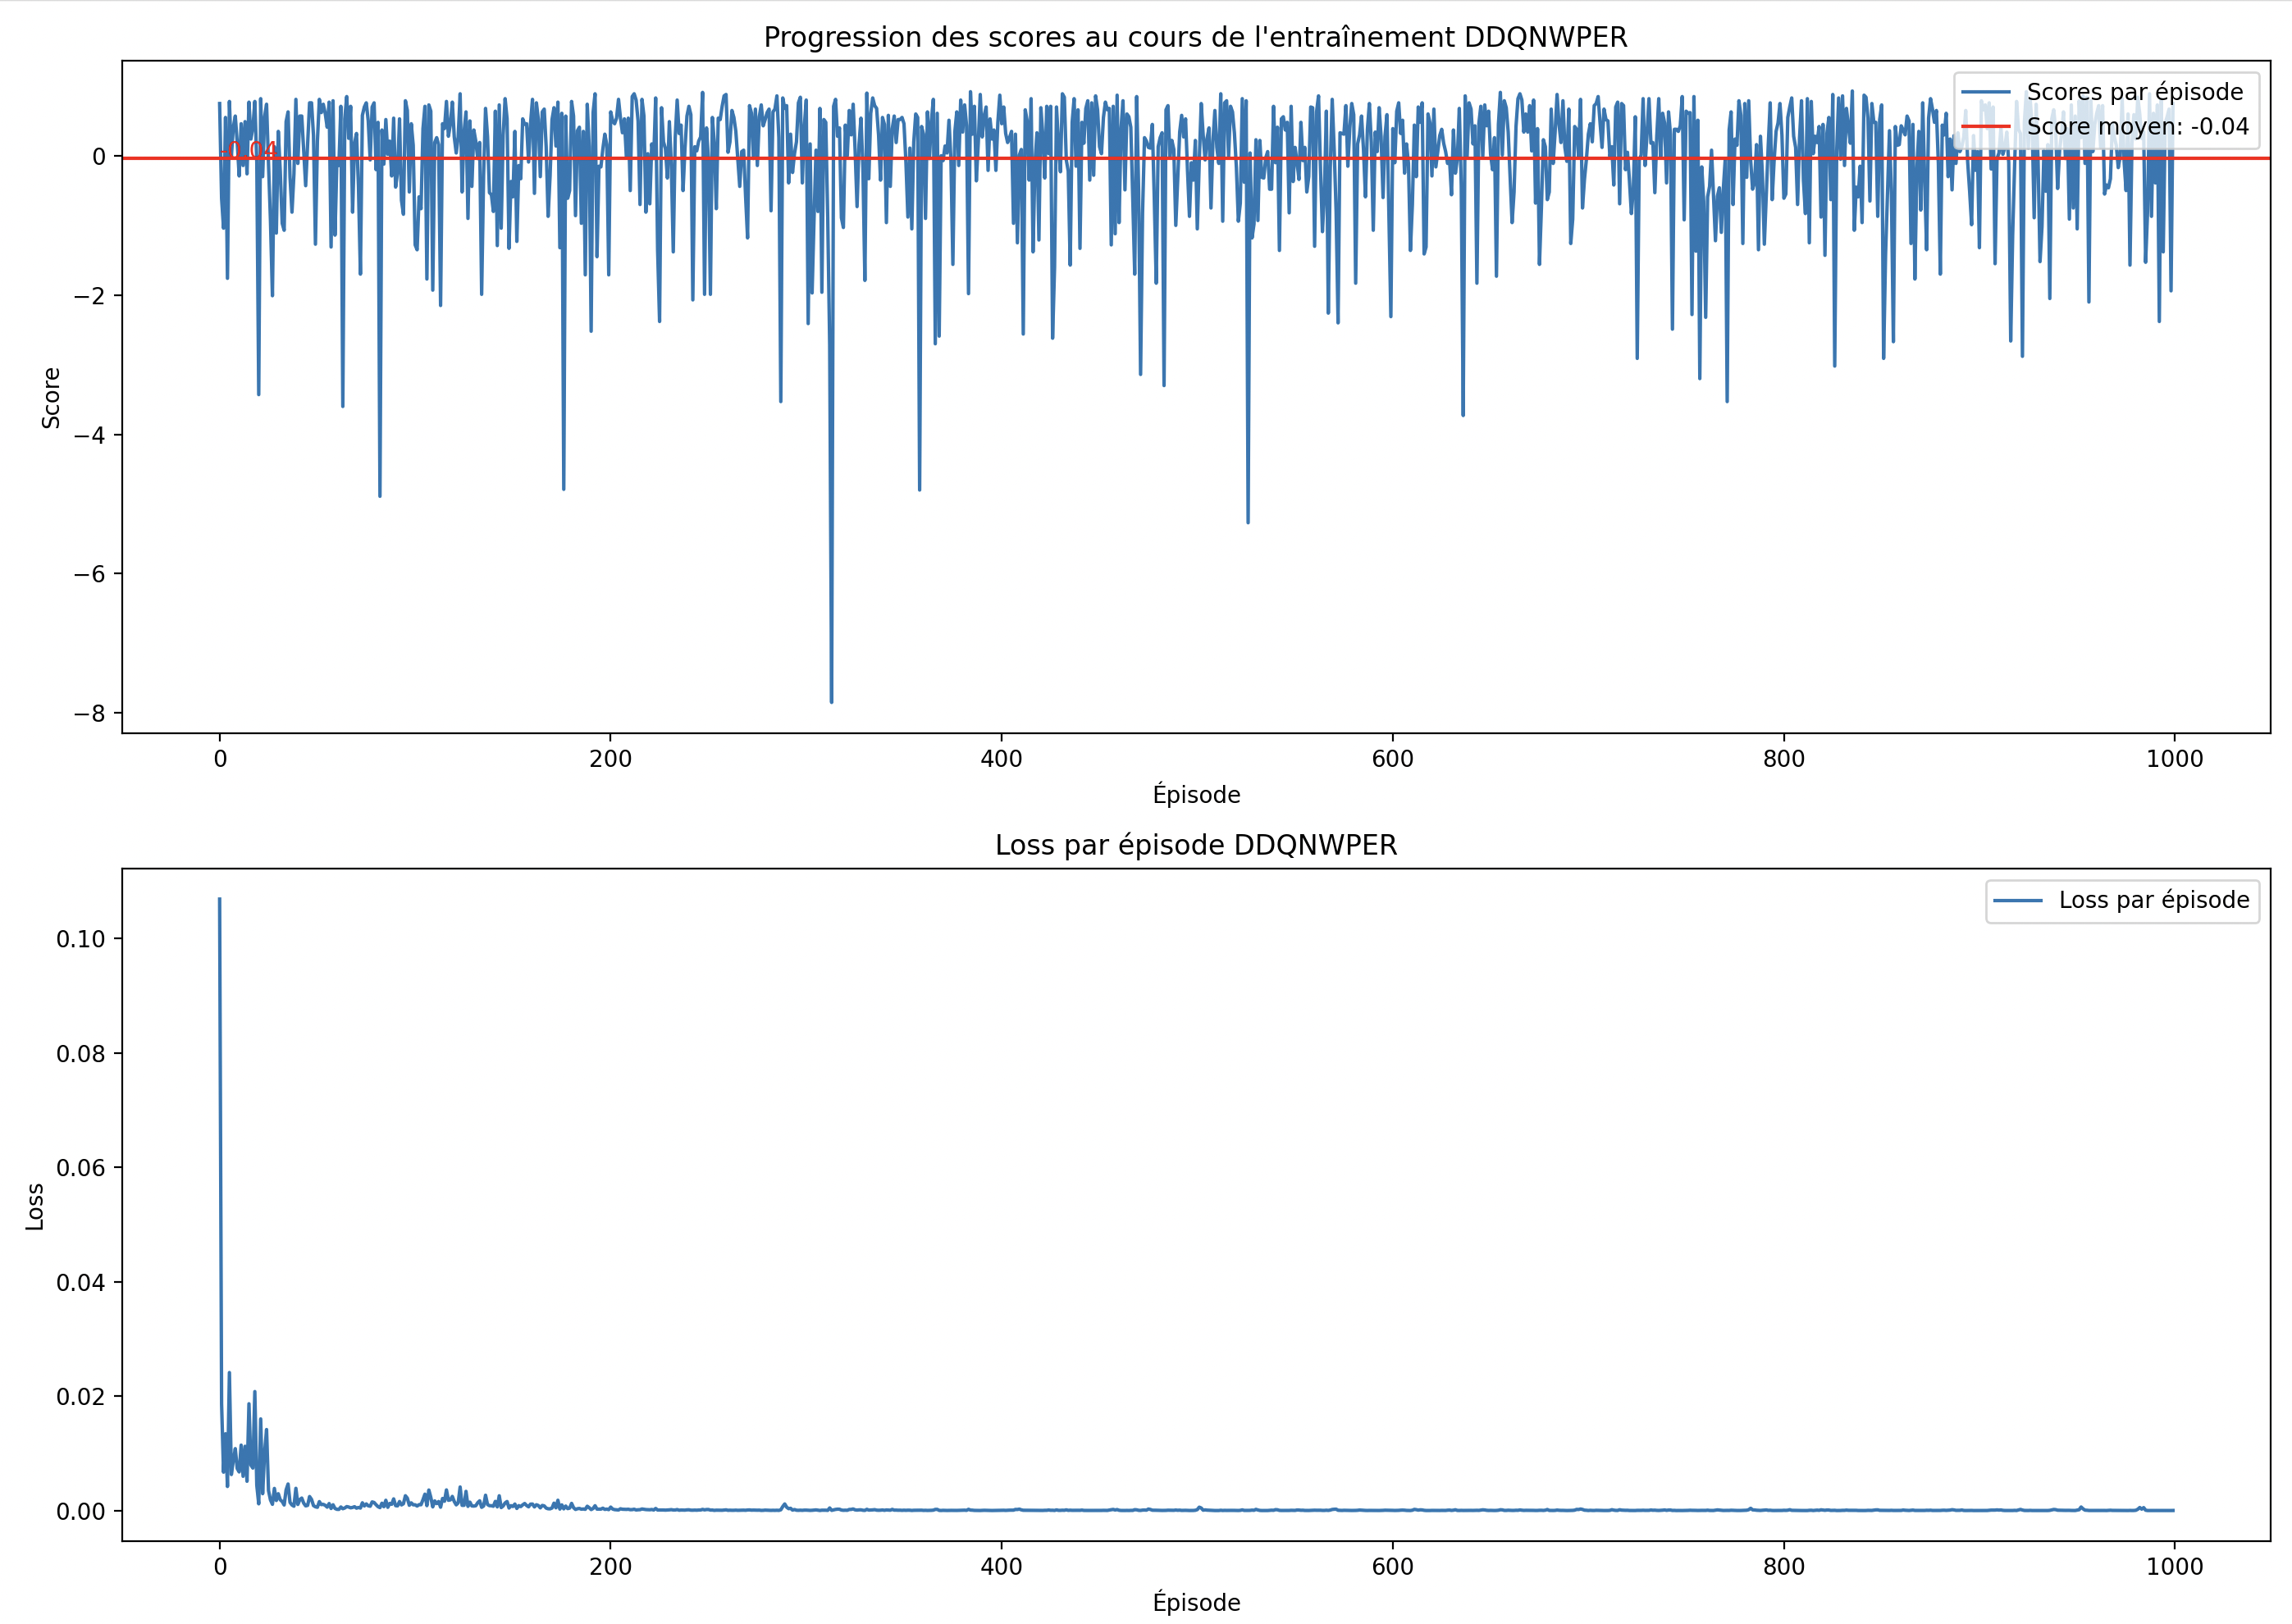 Progression des scores au cours de l'entraînement DDQNWPER
Scores par épisode
Score moyen: -0.04
-0.04
0
−2
−4
−6
−8
Score
0 200 400 600 800 1000
Épisode
Loss par épisode DDQNWPER
Loss par épisode
0.10
0.08
0.06
0.04
0.02
0.00
Loss
0 200 400 600 800 1000
Épisode